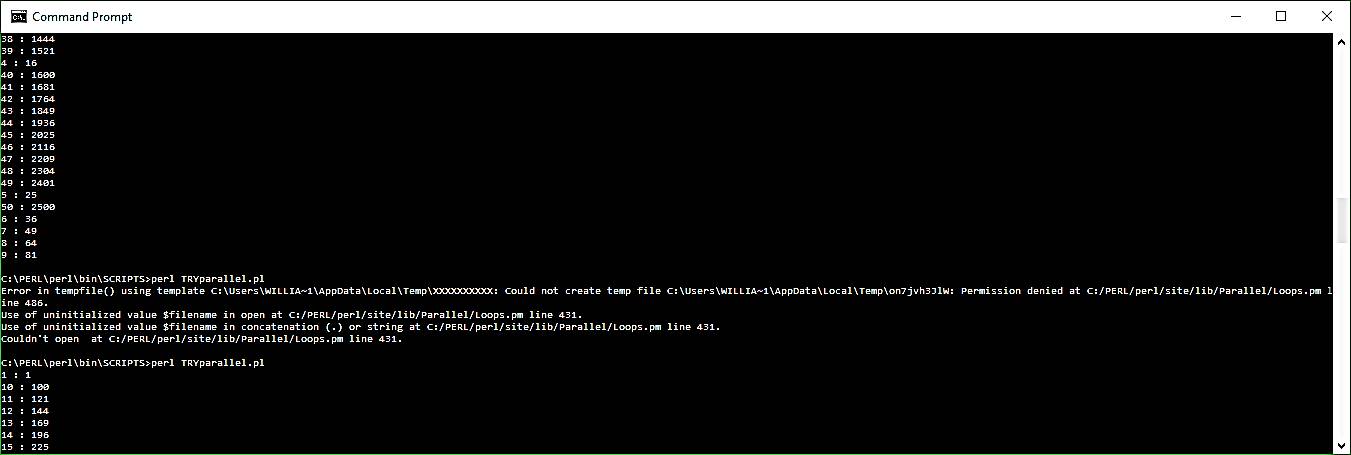 Command Prompt
38 : 1444
39 : 1521
4 : 16
40 : 1600
41 : 1681
42 : 1764
43 : 1849
44 : 1936
45 : 2025
46 : 2116
47 : 2209
48 : 2304
49 : 2401
5 : 25
50 : 2500
6 : 36
7 : 49
8 : 64
9 : 81
C:\PERL\perl\bin\SCRIPTS>perl TRYparallel.pl
Error in tempfile() using template C:\Users\WILLIA~1\AppData\Local\Temp\XXXXXXXXXX: Could not create temp file C:\Users\WILLIA~1\AppData\Local\Temp\on7jvh3JlW: Permission denied at C:/PERL/perl/site/lib/Parallel/Loops.pm l
ine 486.
Use of uninitialized value $filename in open at C:/PERL/perl/site/lib/Parallel/Loops.pm line 431.
Use of uninitialized value $filename in concatenation (.) or string at C:/PERL/perl/site/lib/Parallel/Loops.pm line 431.
Couldn't open  at C:/PERL/perl/site/lib/Parallel/Loops.pm line 431.
C:\PERL\perl\bin\SCRIPTS>perl TRYparallel.pl
1 : 1
10 : 100
11 : 121
12 : 144
13 : 169
14 : 196
15 : 225